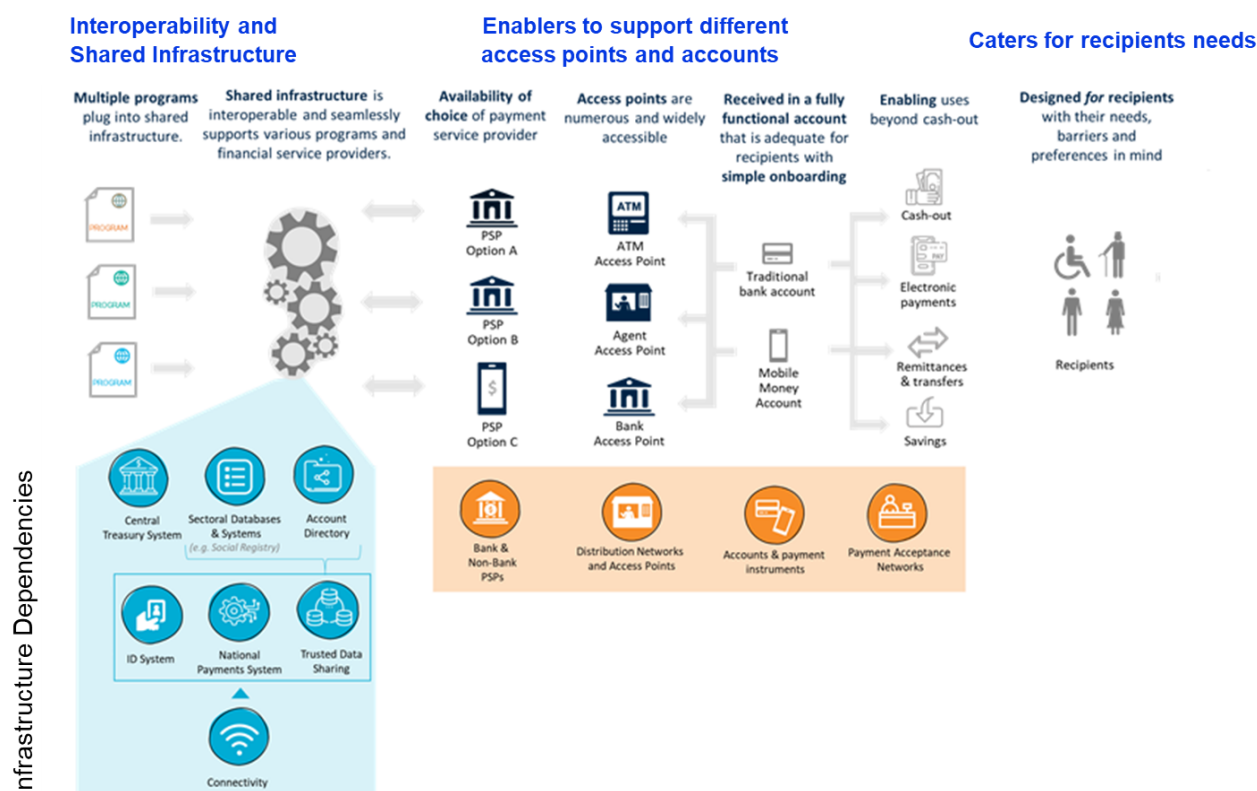 Interoperability and
Shared Infrastructure
Enablers to support different
access points and accounts
Caters for recipients needs
Multiple programs
plug into shared
infrastructure.
Shared infrastructure is
interoperable and seamlessly
supports various programs and
financial service providers.
Availability of
choice of payment
service provider
Access points are
numerous and widely
accessible
Received in a fully
functional account
that is adequate for
recipients with
simple onboarding
Enabling uses
beyond cash-out
Designed for recipients
with their needs,
barriers and
preferences in mind
PROGRAM
PROGRAM
PROGRAM
PSP
Option A
PSP
Option B
$
PSP
Option C
ATM
ATM
Access Point
Agent
Access Point
Bank
Access Point
Traditional
bank account
Mobile
Money
Account
Cash-out
PAY
Electronic
payments
Remittances
& transfers
Savings
Recipients
nfrastructure Dependencies
Central
Treasury System
Sectoral Databases
& Systems
(e.g. Social Registry)
Account
Directory
ID System
National
Payments System
Trusted Data
Sharing
Connectivity
Bank &
Non-Bank
PSPs
Distribution Networks
and Access Points
Accounts & payment
instruments
Payment Acceptance
Networks